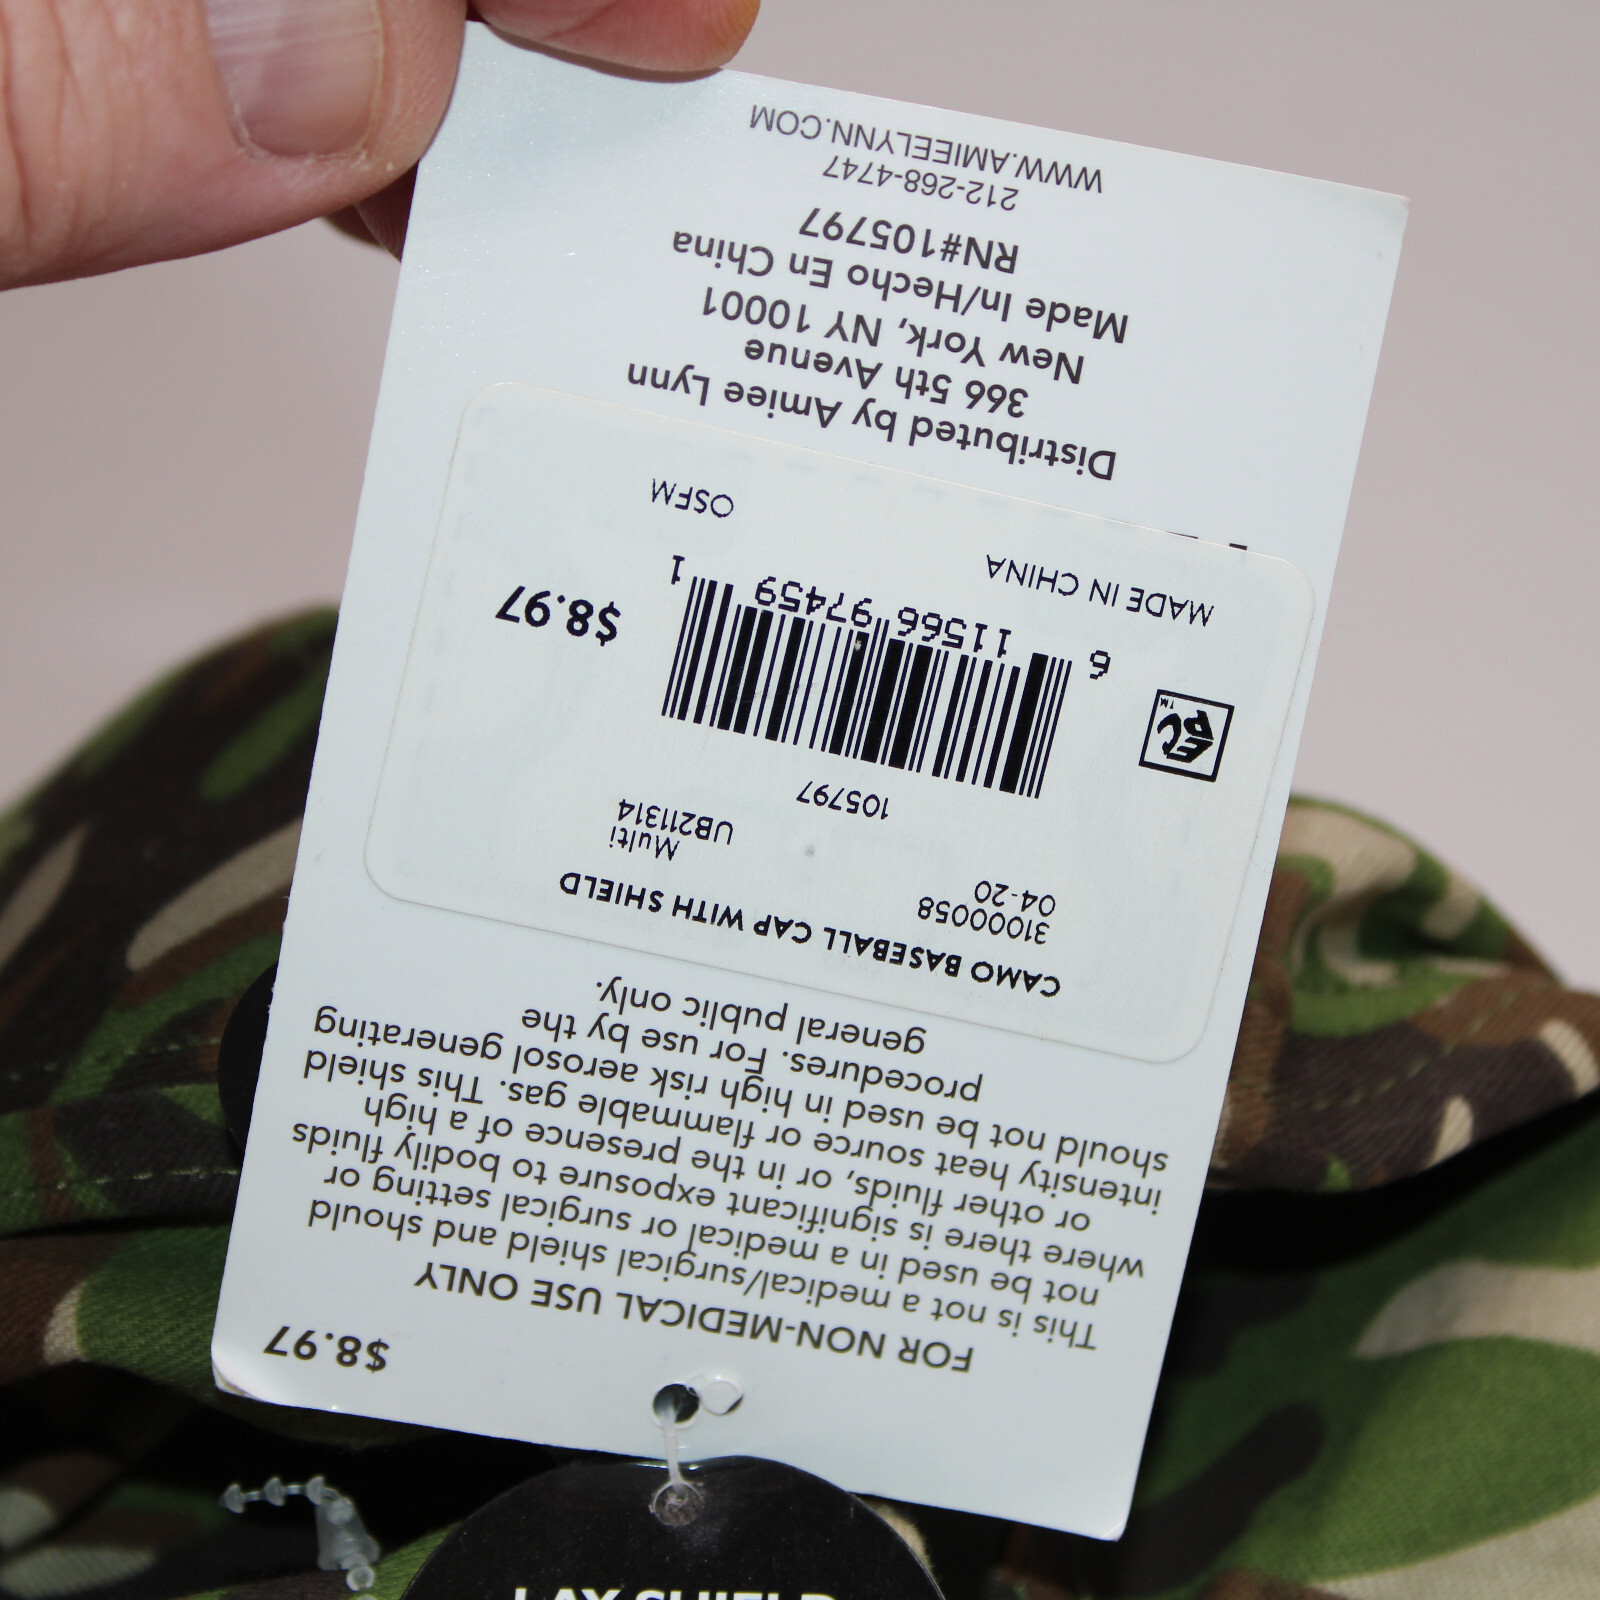 $8.97
FOR NON-MEDICAL USE ONLY
This is not a medical/surgical shield and should
not be used in a medical or surgical setting or
where there is significant exposure to bodily fluids
or other fluids, or in the presence of a high
intensity heat source or flammable gas. This shield
should not be used in high risk aerosol generating
procedures. For use by the
general public only.
CAMO BASEBALL CAP WITH SHIELD
31000058 Multi
04-20 UB211314
105797
6 11566 97459 1
$8.97
MADE IN CHINA OSFM
Distributed by Amiee Lynn
366 5th Avenue
New York, NY 10001
Made In/Hecho En China
RN#105797
212-268-4747
WWW.AMIEELYNN.COM
SHIELD